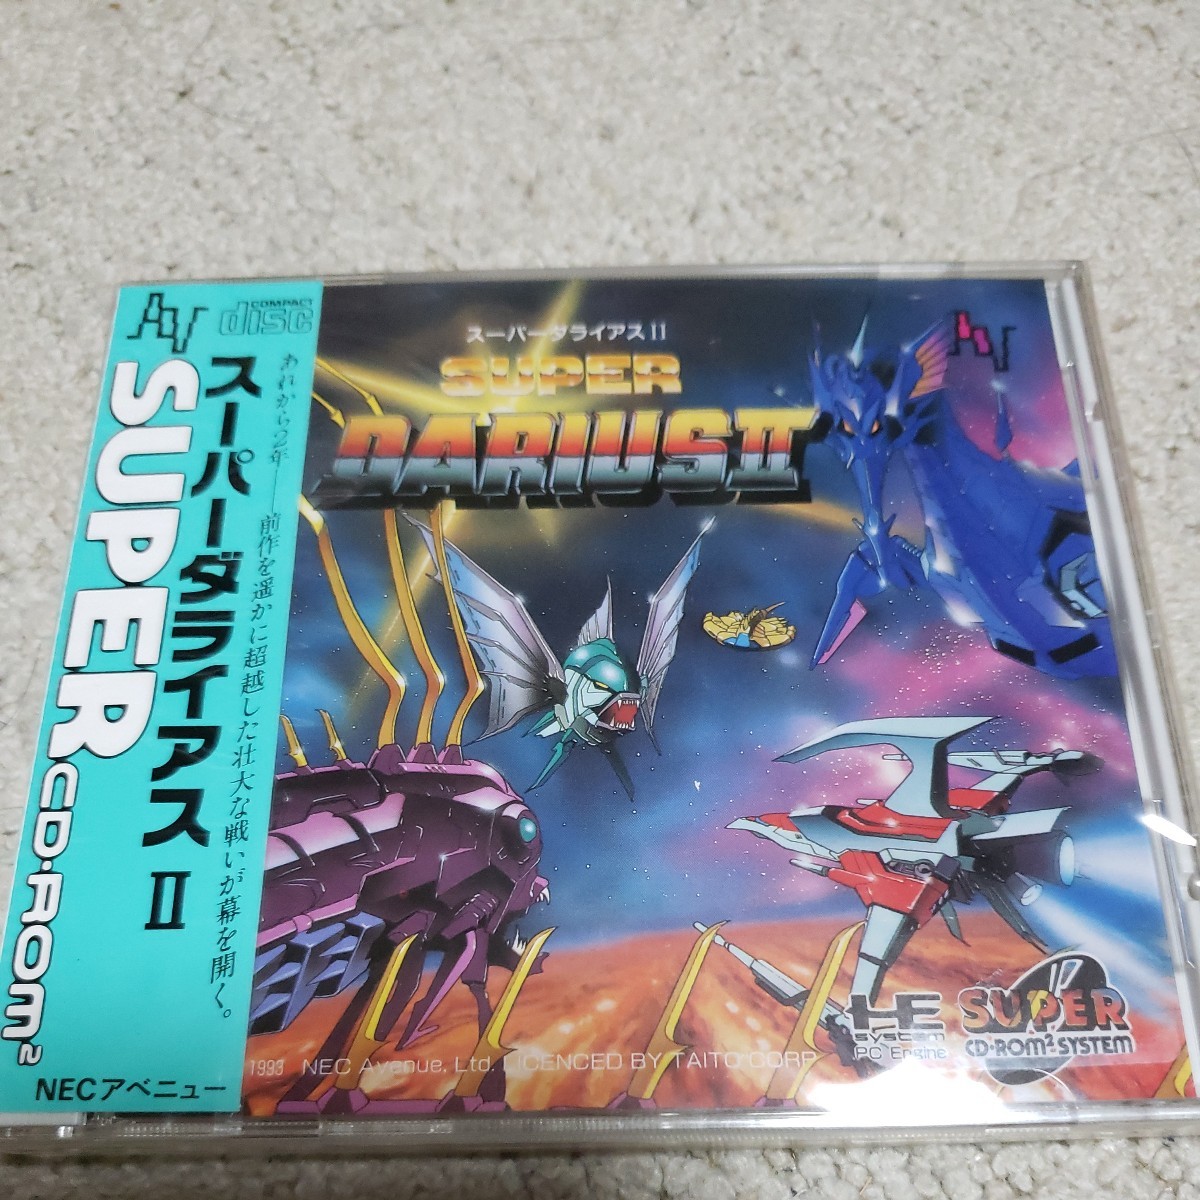 AV
COMPACT
disc
スーパーダライアス II
あれから2年──前作を遥かに超越した壮大な戦いが幕を開く。
SUPER CD-ROM2
NECアベニュー
スーパーダライアス II
SUPER
DARIUS II
AV
HE
system
PC Engine
SUPER
CD-ROM2 SYSTEM
1993 NEC Avenue, Ltd. LICENCED BY TAITO CORP